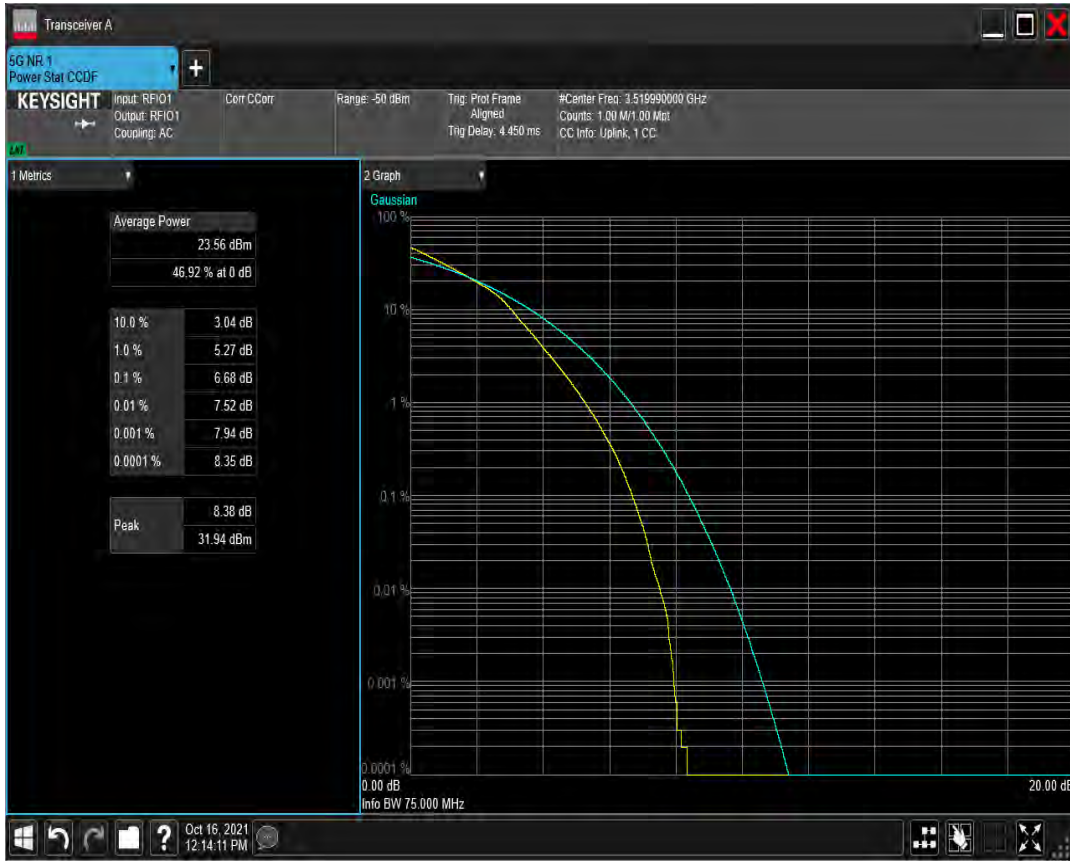 Transceiver A
5G NR 1
Power Stat CCDF
KEYSIGHT
Input: RFIO1
Output: RFIO1
Coupling: AC
Corr CCorr
Range: -50 dBm
Trig: Prot Frame
Aligned
Trig Delay: 4.450 ms
#Center Freq: 3.519990000 GHz
Counts: 1.00 M/1.00 Mpt
CC Info: Uplink, 1 CC
1 Metrics
Average Power
23.56 dBm
46.92 % at 0 dB
10.0 % 3.04 dB
1.0 % 5.27 dB
0.1 % 6.68 dB
0.01 % 7.52 dB
0.001 % 7.94 dB
0.0001 % 8.35 dB
Peak 8.38 dB
31.94 dBm
2 Graph
Gaussian
100 %
10 %
1 %
0.1 %
0.01 %
0.001 %
0.0001 %
0.00 dB
20.00 dB
Info BW 75.000 MHz
Oct 16, 2021
12:14:11 PM